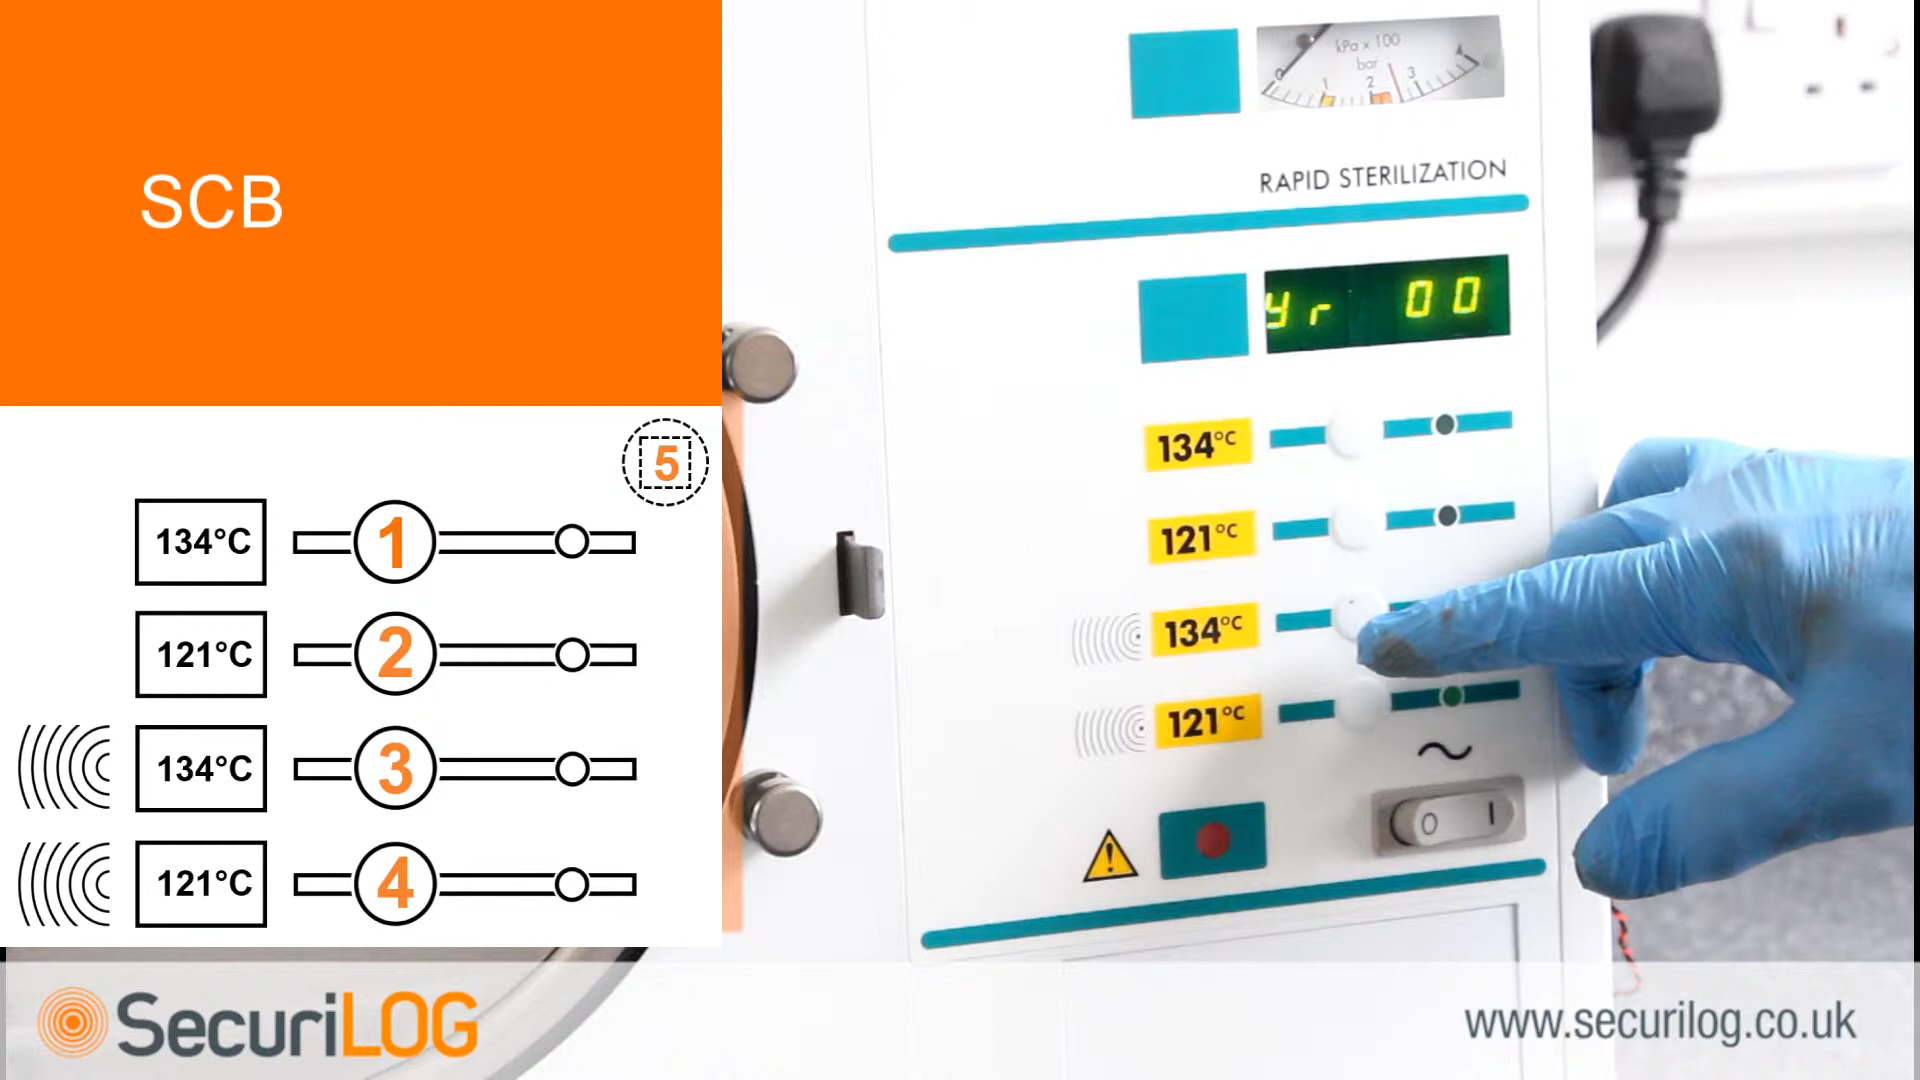 SCB
5
134°C 1
121°C 2
134°C 3
121°C 4
kPa x 100
bar
0 1 2 3 4
RAPID STERILIZATION
Yr 00
134°C
121°C
134°C
121°C
O I
SecuriLOG
www.securilog.co.uk